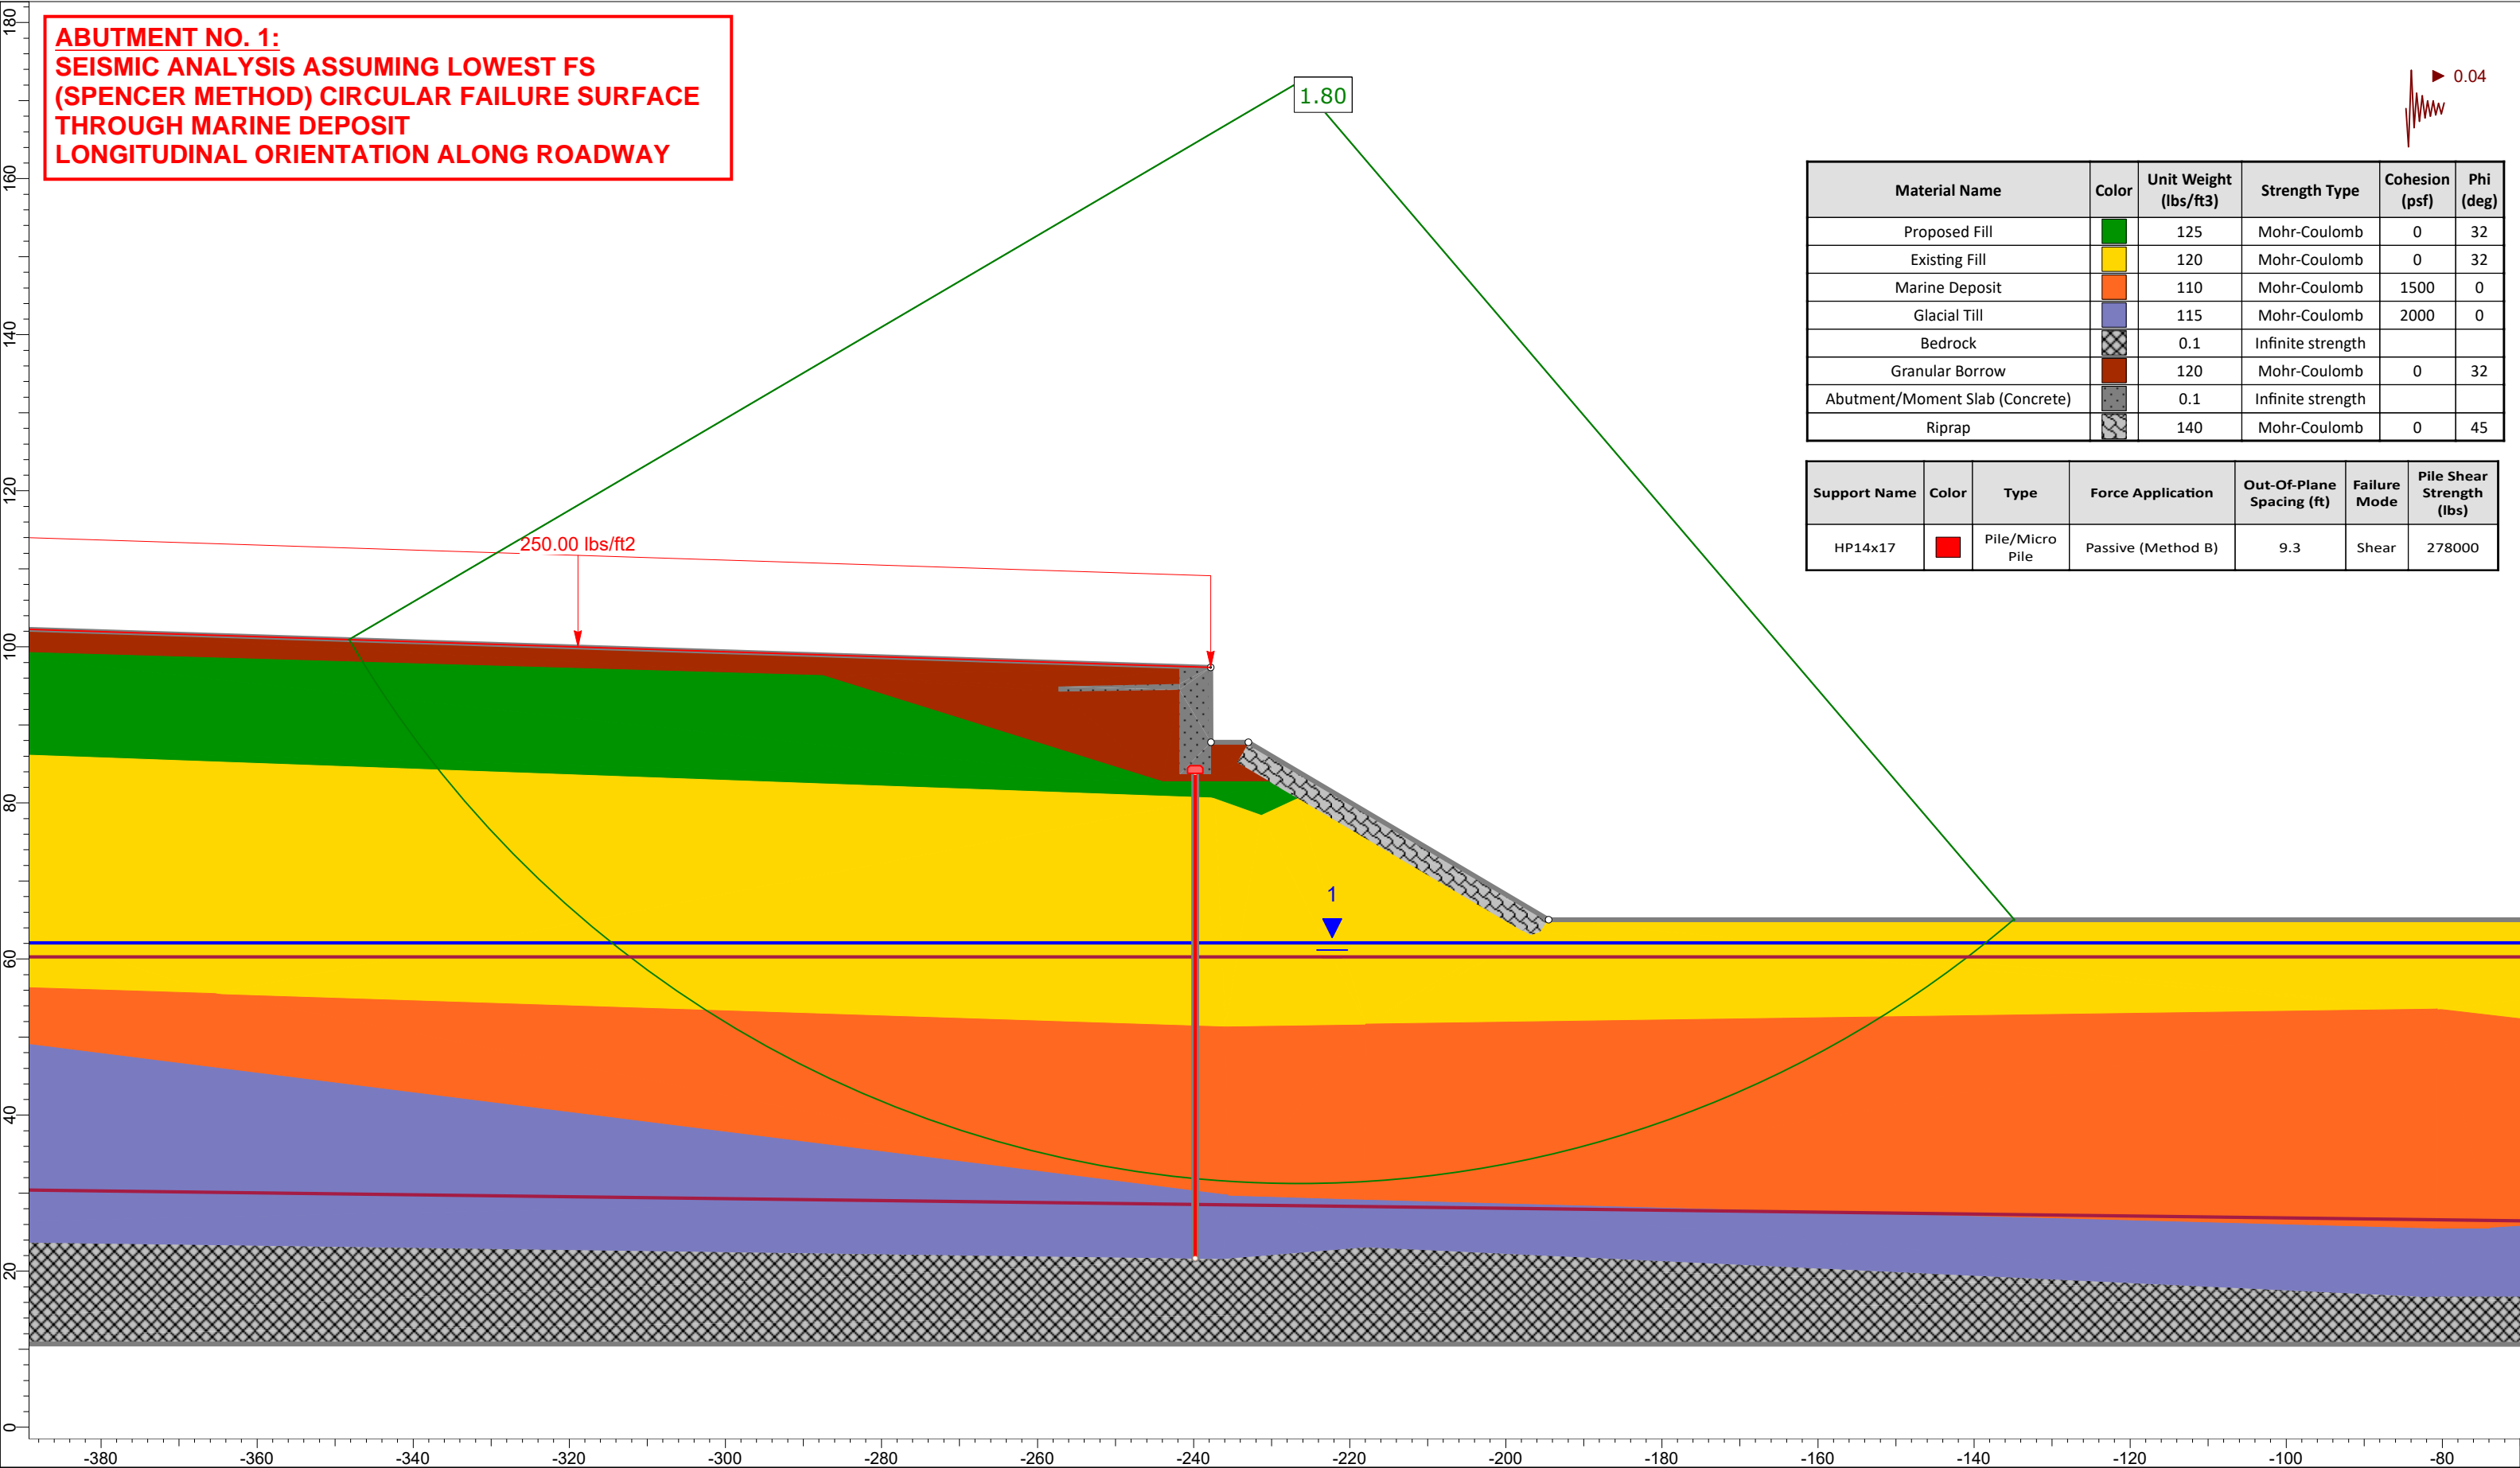 ABUTMENT NO. 1:
SEISMIC ANALYSIS ASSUMING LOWEST FS
(SPENCER METHOD) CIRCULAR FAILURE SURFACE
THROUGH MARINE DEPOSIT
LONGITUDINAL ORIENTATION ALONG ROADWAY
1.80
0.04
Material Name Color Unit Weight (lbs/ft3) Strength Type Cohesion (psf) Phi (deg)
Proposed Fill 125 Mohr-Coulomb 0 32
Existing Fill 120 Mohr-Coulomb 0 32
Marine Deposit 110 Mohr-Coulomb 1500 0
Glacial Till 115 Mohr-Coulomb 2000 0
Bedrock 0.1 Infinite strength
Granular Borrow 120 Mohr-Coulomb 0 32
Abutment/Moment Slab (Concrete) 0.1 Infinite strength
Riprap 140 Mohr-Coulomb 0 45
Support Name Color Type Force Application Out-Of-Plane Spacing (ft) Failure Mode Pile Shear Strength (lbs)
HP14x17 Pile/Micro Pile Passive (Method B) 9.3 Shear 278000
250.00 lbs/ft2
1
180
160
140
120
100
80
60
40
20
0
-380 -360 -340 -320 -300 -280 -260 -240 -220 -200 -180 -160 -140 -120 -100 -80